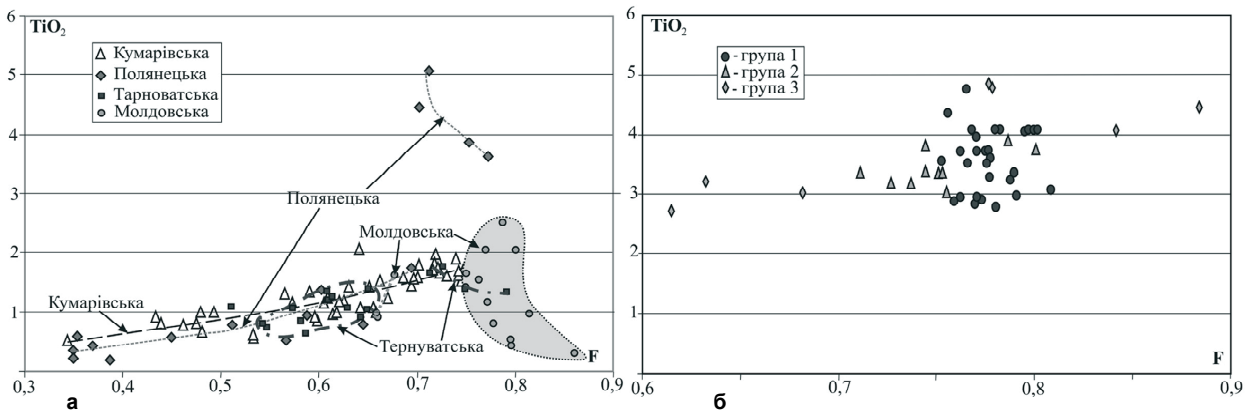 6
TiO₂
5
4
3
2
1
Кумарівська
Полянецька
Тарноватська
Молдовська
Полянецька
Молдовська
Кумарівська
Тернуватська
F
0,3
0,4
0,5
0,6
0,7
0,8
0,9
а
6
TiO₂
5
4
3
2
1
- група 1
- група 2
- група 3
F
0,6
0,7
0,8
0,9
б